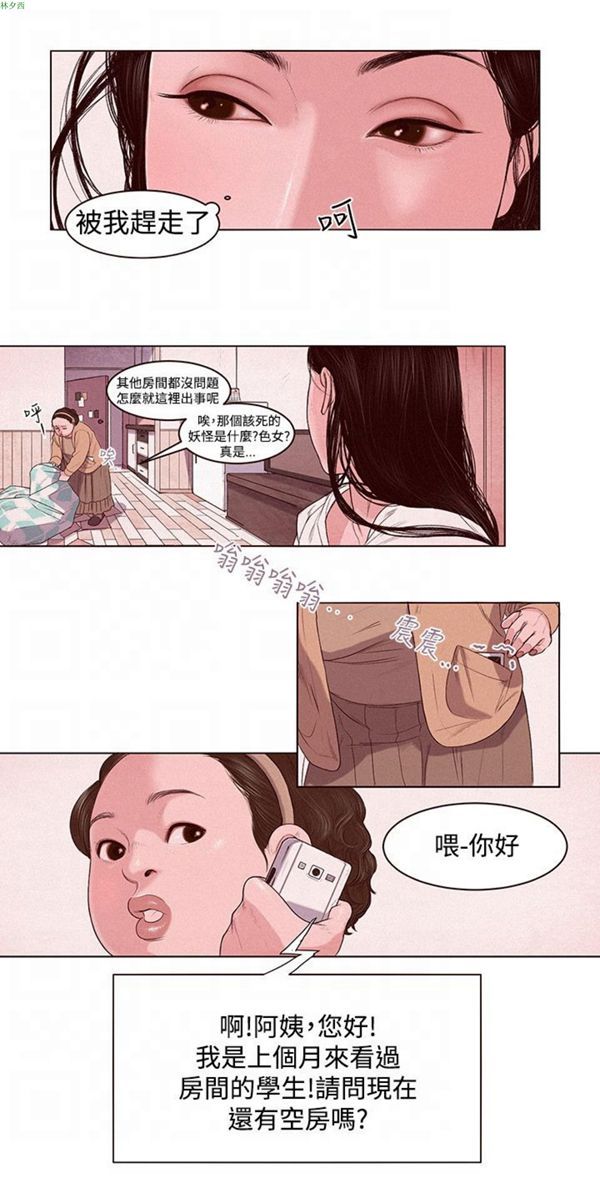 林夕西
被我趕走了
呵
其他房間都沒問題
怎麼就這裡出事呢
呼
唉,那個該死的
妖怪是什麼?色女?
真是...
唉
嗡嗡嗡嗡...
震震...
喂-你好
啊!阿姨,您好!
我是上個月來看過
房間的學生!請問現在
還有空房嗎?